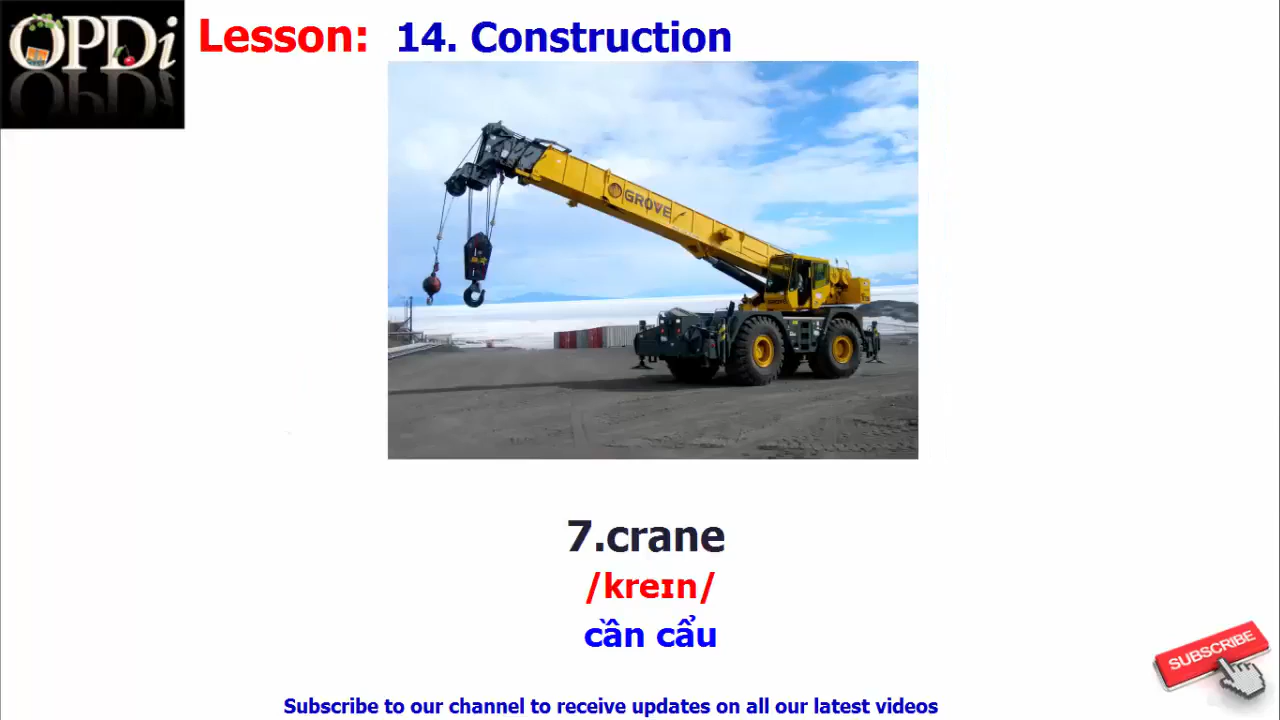 OPDi
Lesson: 14. Construction
GROVE
7.crane
/kreɪn/
cần cẩu
SUBSCRIBE
Subscribe to our channel to receive updates on all our latest videos